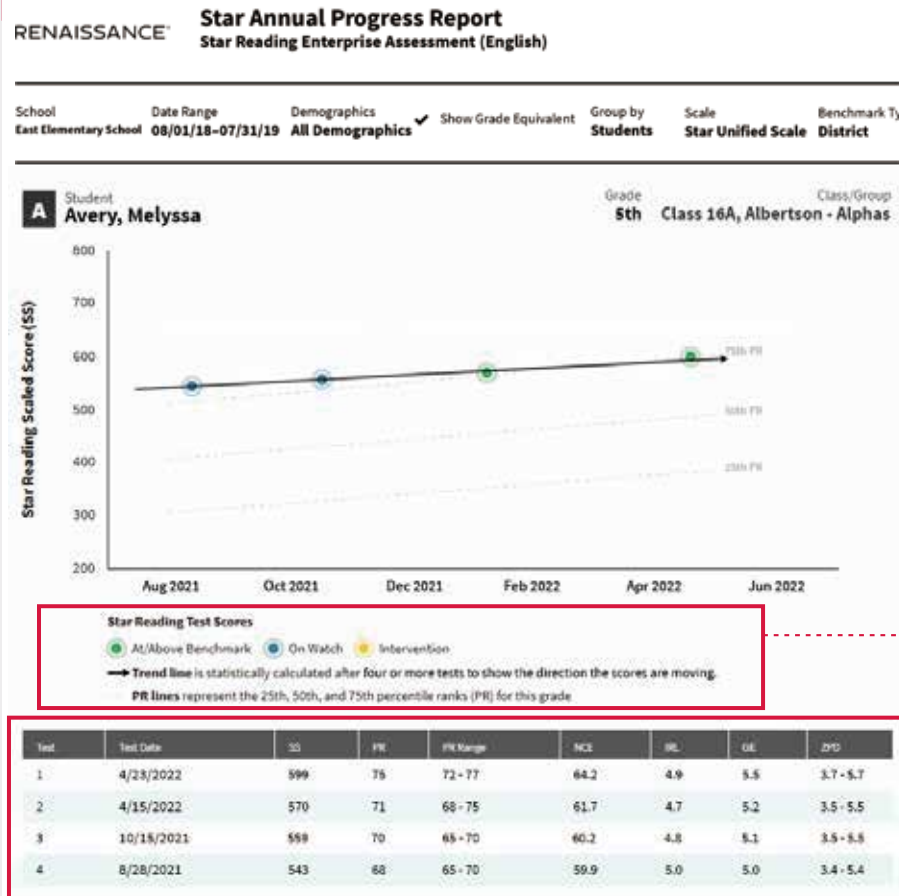 RENAISSANCE®
Star Annual Progress Report
Star Reading Enterprise Assessment (English)
School Date Range Demographics Show Grade Equivalent Group by Scale Benchmark Ty
East Elementary School 08/01/18–07/31/19 All Demographics ✓ Students Star Unified Scale District
A
Student Grade Class/Group
Avery, Melyssa 5th Class 16A, Albertson - Alphas
Star Reading Scaled Score (SS)
800
700
600
500
400
300
200
75th PR
50th PR
25th PR
Aug 2021 Oct 2021 Dec 2021 Feb 2022 Apr 2022 Jun 2022
Star Reading Test Scores
At/Above Benchmark On Watch Intervention
Trend line is statistically calculated after four or more tests to show the direction the scores are moving.
PR lines represent the 25th, 50th, and 75th percentile ranks (PR) for this grade
Test Test Date SS PR PR Range NCE IRL GE ZPD
1 4/23/2022 599 75 72 - 77 64.2 4.9 5.5 3.7 - 5.7
2 4/15/2022 570 71 68 - 75 61.7 4.7 5.2 3.5 - 5.5
3 10/15/2021 559 70 65 - 70 60.2 4.8 5.1 3.5 - 5.5
4 8/28/2021 543 68 65 - 70 59.9 5.0 5.0 3.4 - 5.4